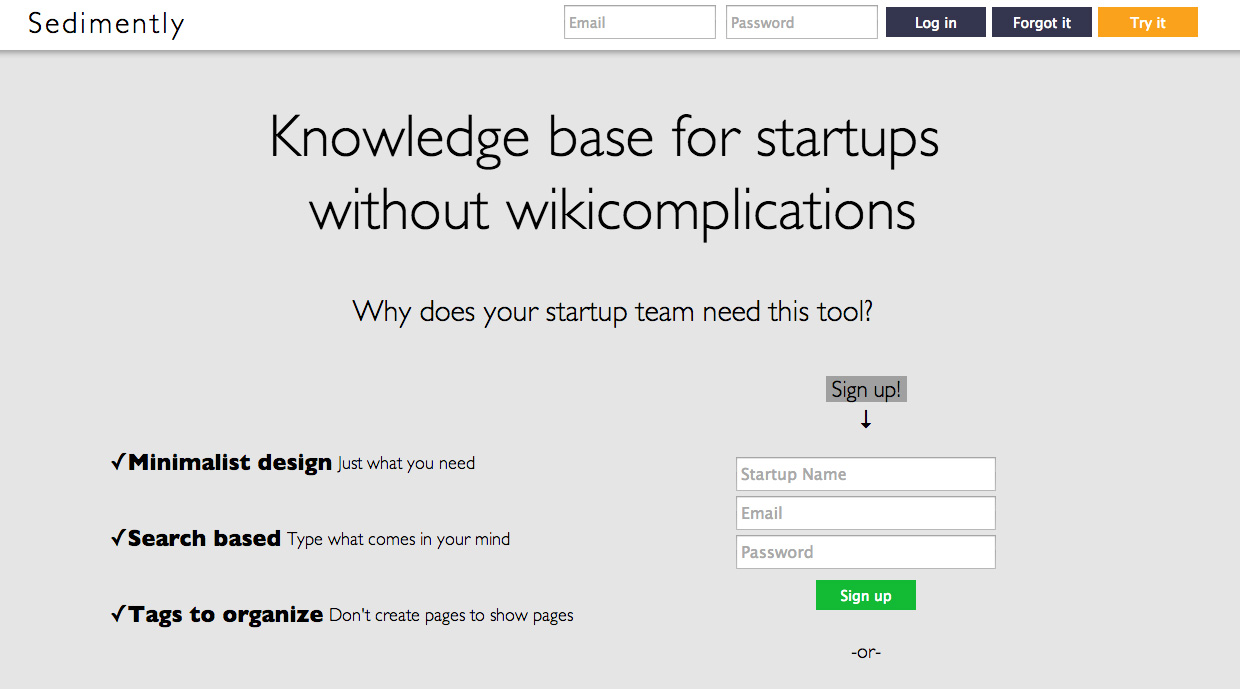 Sedimently
Email
Password
Log in
Forgot it
Try it
Knowledge base for startups
without wikicomplications
Why does your startup team need this tool?
Sign up!
↓
✓Minimalist design Just what you need
✓Search based Type what comes in your mind
✓Tags to organize Don't create pages to show pages
Startup Name
Email
Password
Sign up
-or-